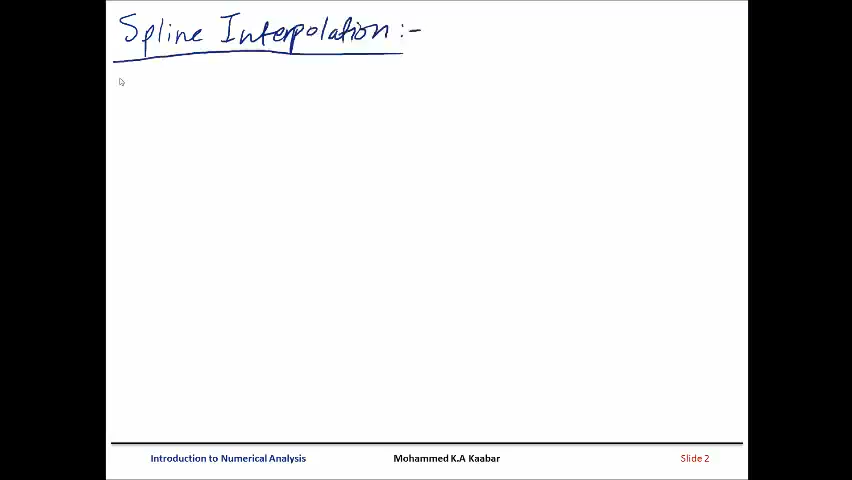 Spline Interpolation :-
Introduction to Numerical Analysis Mohammed K.A Kaabar Slide 2